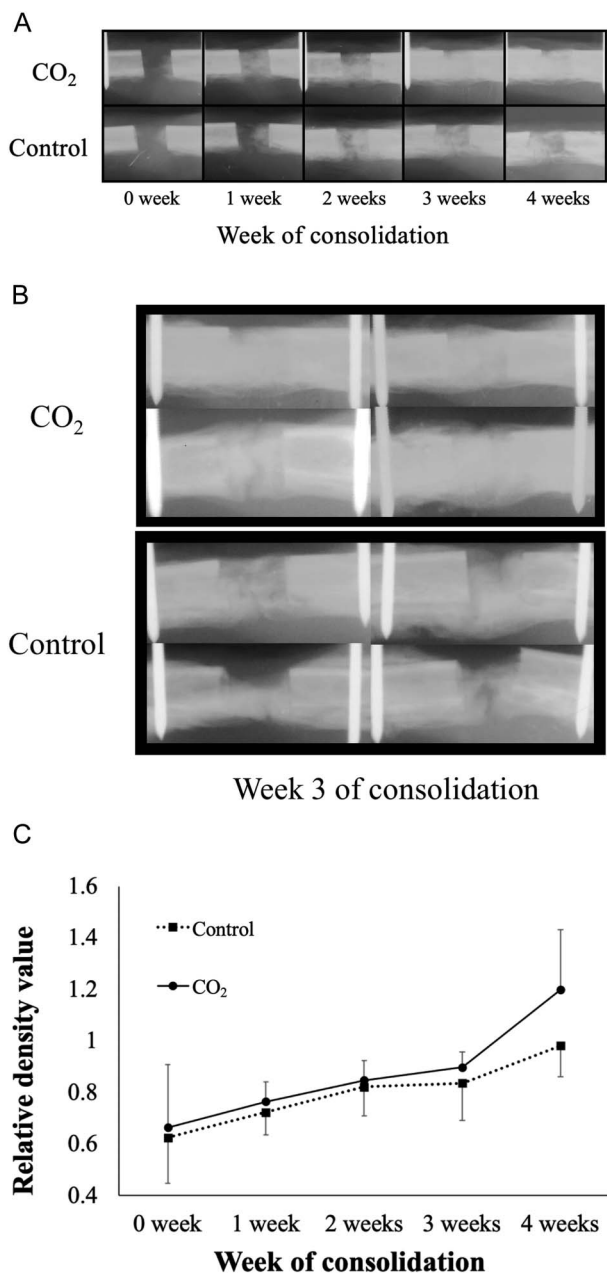 A
CO₂
Control
0 week 1 week 2 weeks 3 weeks 4 weeks
Week of consolidation
B
CO₂
Control
Week 3 of consolidation
C
Relative density value
1.6
1.4
1.2
1
0.8
0.6
0.4
Control
CO₂
0 week 1 week 2 weeks 3 weeks 4 weeks
Week of consolidation